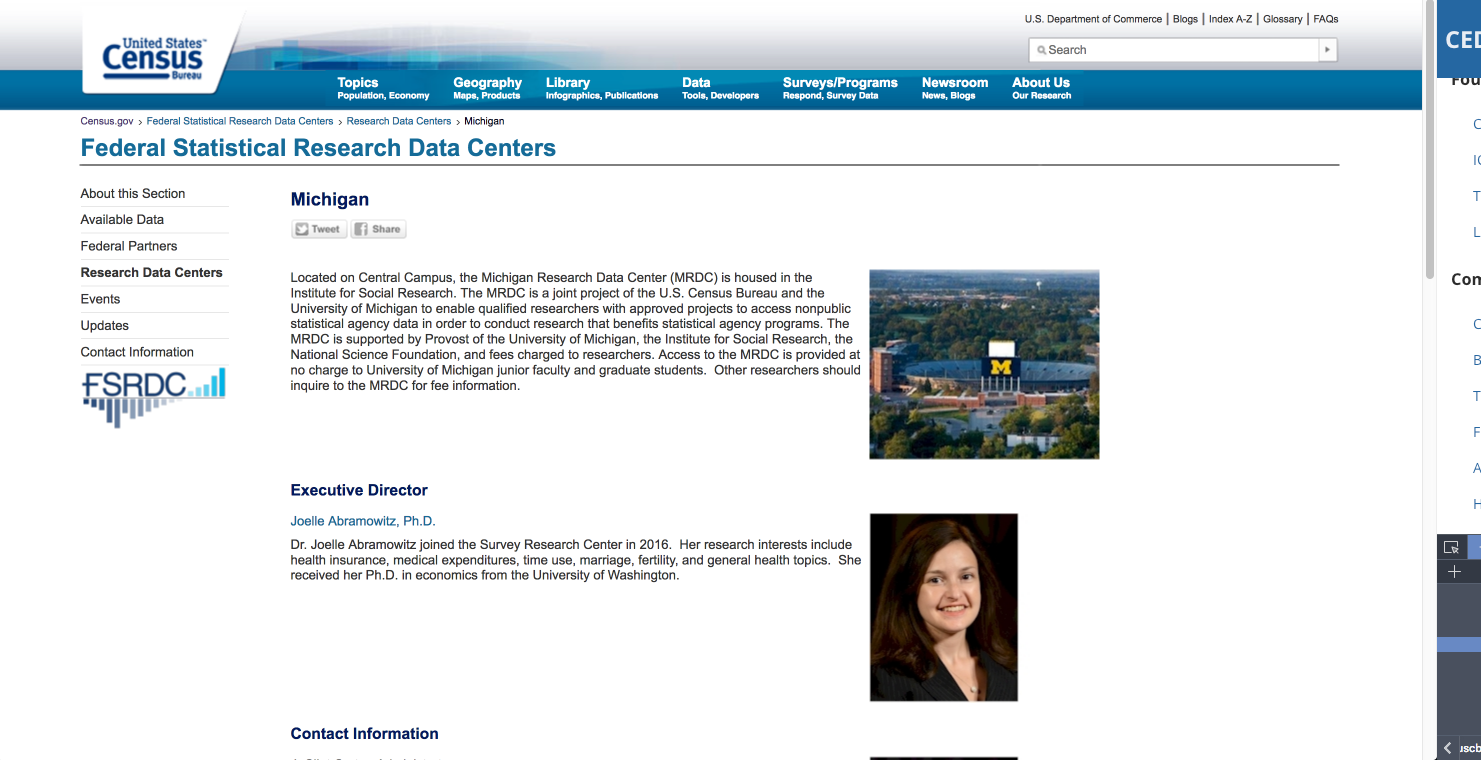 U.S. Department of Commerce | Blogs | Index A-Z | Glossary | FAQs
United States™
Census
Bureau
Search
Topics
Population, Economy
Geography
Maps, Products
Library
Infographics, Publications
Data
Tools, Developers
Surveys/Programs
Respond, Survey Data
Newsroom
News, Blogs
About Us
Our Research
Census.gov › Federal Statistical Research Data Centers › Research Data Centers › Michigan
Federal Statistical Research Data Centers
About this Section
Available Data
Federal Partners
Research Data Centers
Events
Updates
Contact Information
FSRDC
Michigan
Tweet
Share
Located on Central Campus, the Michigan Research Data Center (MRDC) is housed in the
Institute for Social Research. The MRDC is a joint project of the U.S. Census Bureau and the
University of Michigan to enable qualified researchers with approved projects to access nonpublic
statistical agency data in order to conduct research that benefits statistical agency programs. The
MRDC is supported by Provost of the University of Michigan, the Institute for Social Research, the
National Science Foundation, and fees charged to researchers. Access to the MRDC is provided at
no charge to University of Michigan junior faculty and graduate students. Other researchers should
inquire to the MRDC for fee information.
M
Executive Director
Joelle Abramowitz, Ph.D.
Dr. Joelle Abramowitz joined the Survey Research Center in 2016. Her research interests include
health insurance, medical expenditures, time use, marriage, fertility, and general health topics. She
received her Ph.D. in economics from the University of Washington.
Contact Information